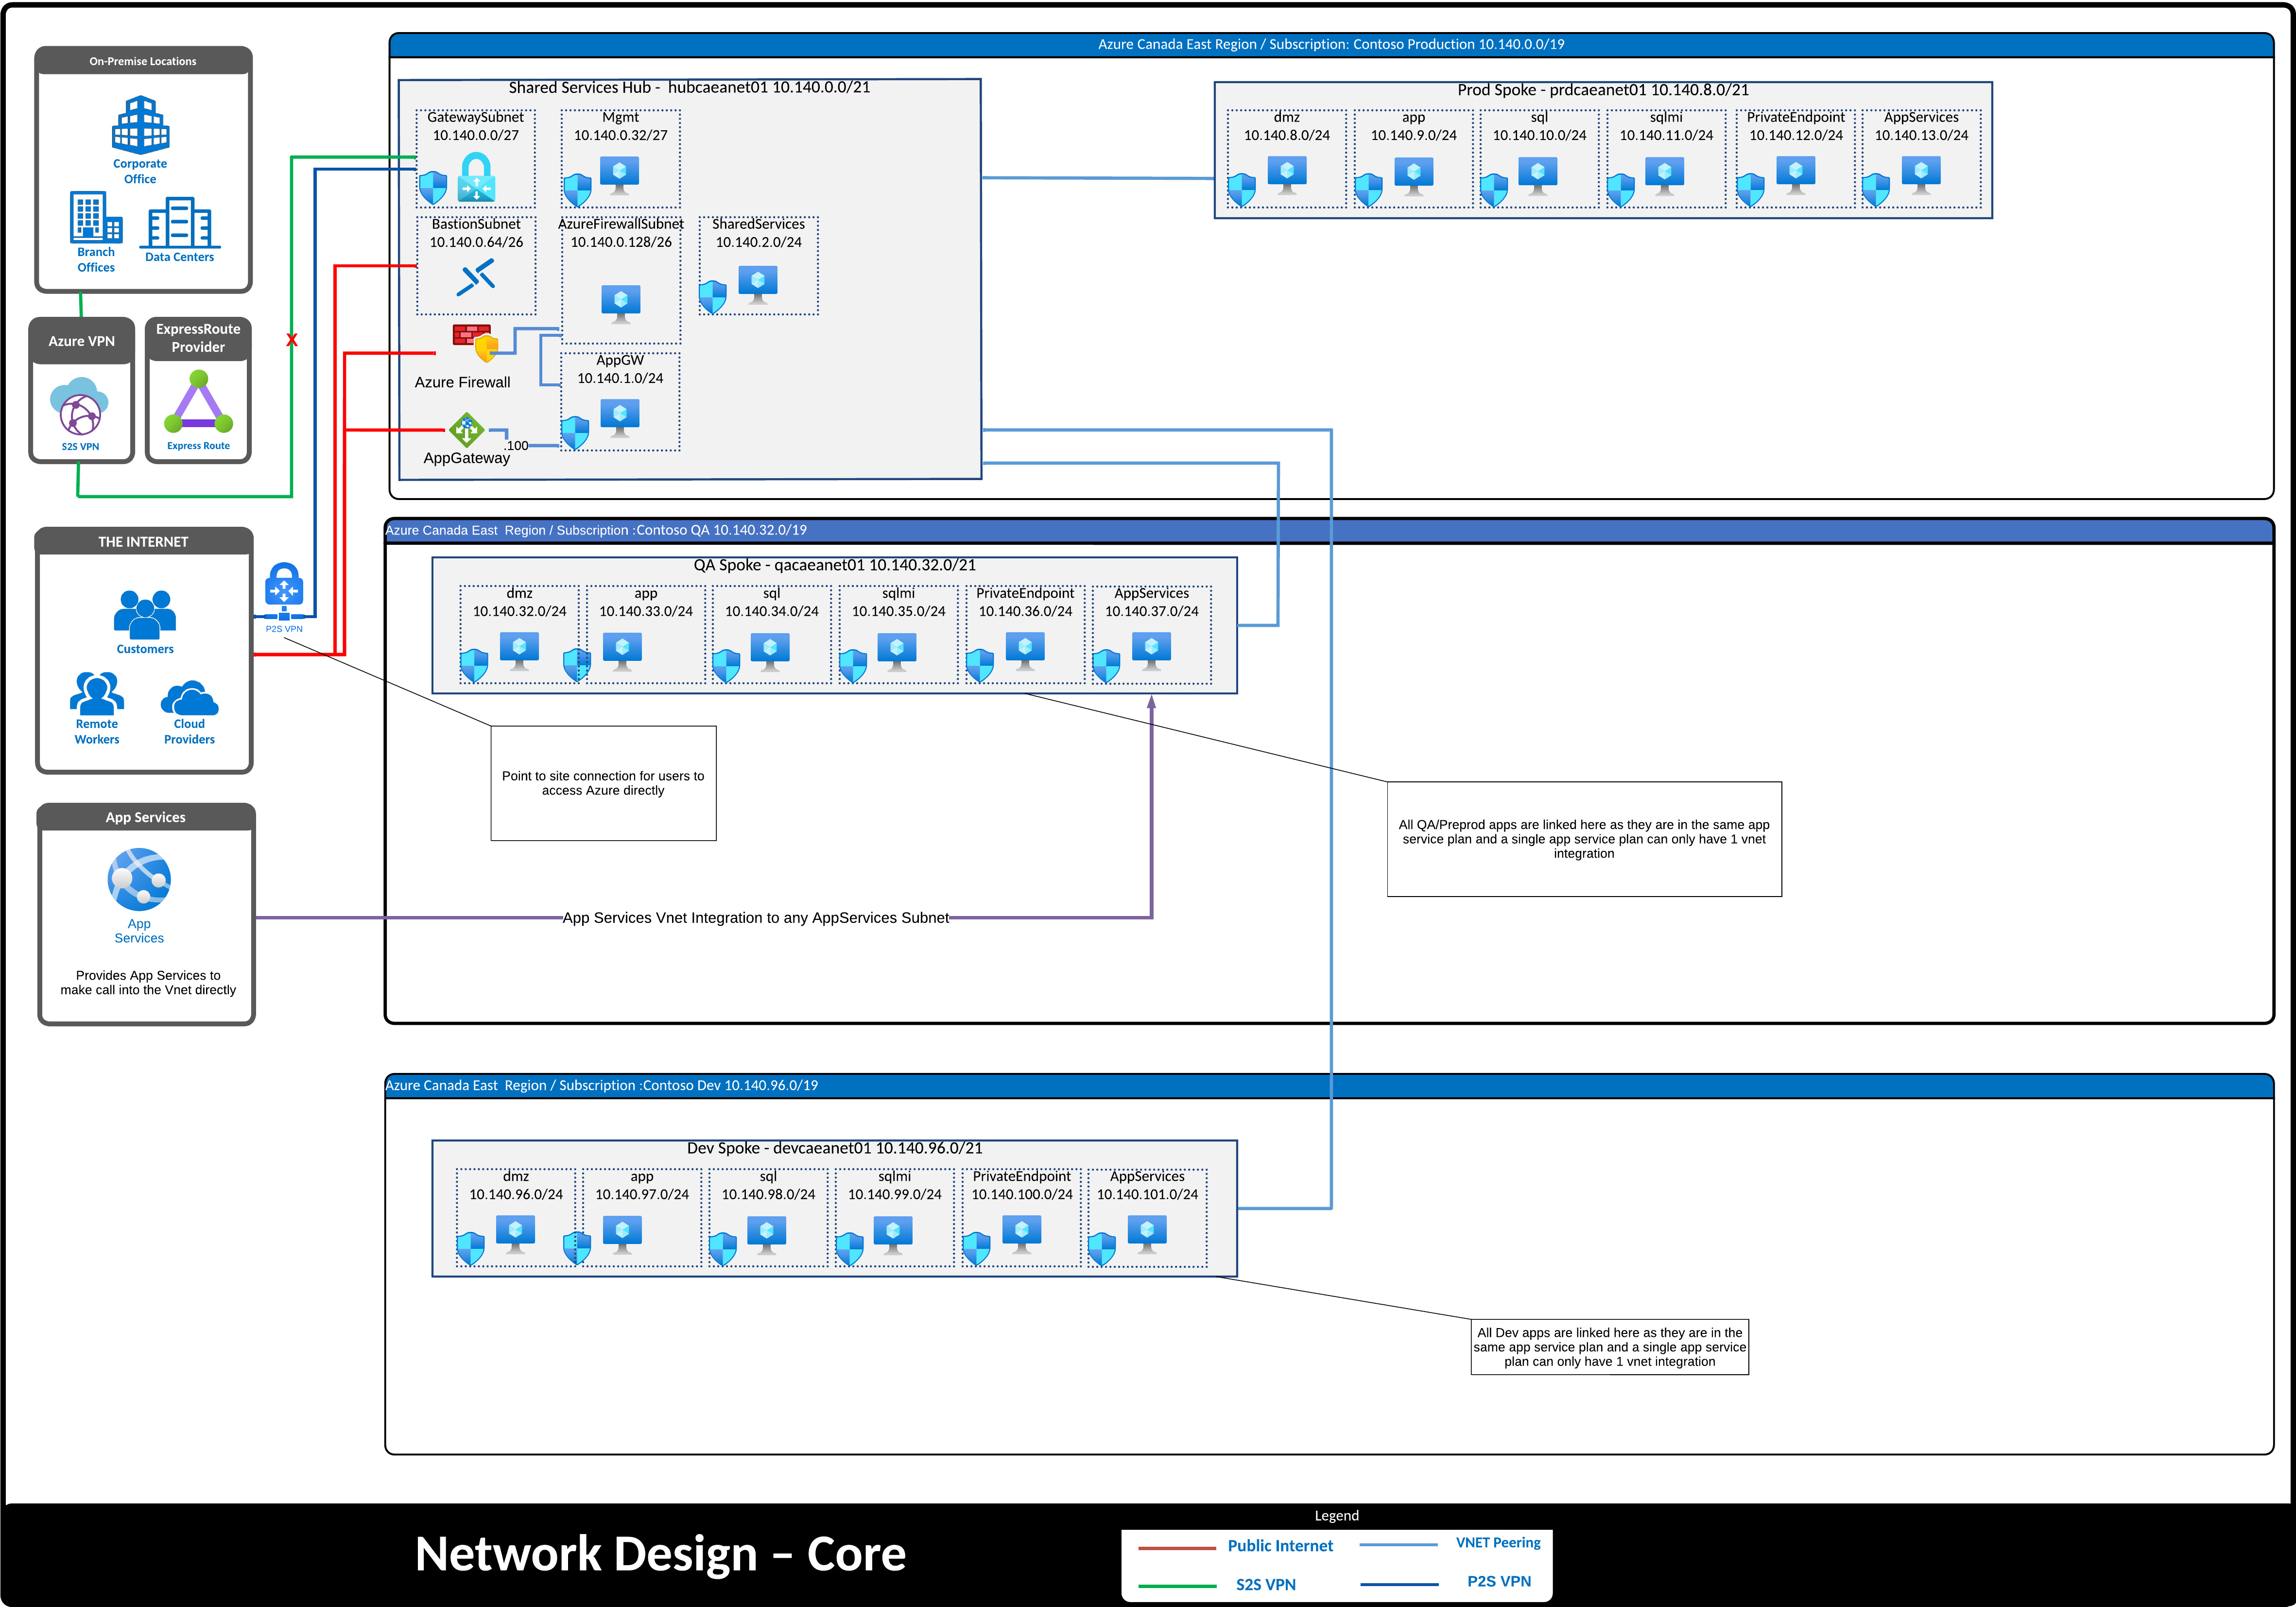 Azure Canada East Region / Subscription: Contoso Production 10.140.0.0/19
On-Premise Locations
Corporate
Office
Branch
Offices
Data Centers
Azure VPN
S2S VPN
ExpressRoute
Provider
Express Route
X
Shared Services Hub - hubcaeanet01 10.140.0.0/21
GatewaySubnet
10.140.0.0/27
Mgmt
10.140.0.32/27
BastionSubnet
10.140.0.64/26
AzureFirewallSubnet
10.140.0.128/26
SharedServices
10.140.2.0/24
Azure Firewall
AppGW
10.140.1.0/24
.100
AppGateway
Prod Spoke - prdcaeanet01 10.140.8.0/21
dmz
10.140.8.0/24
app
10.140.9.0/24
sql
10.140.10.0/24
sqlmi
10.140.11.0/24
PrivateEndpoint
10.140.12.0/24
AppServices
10.140.13.0/24
THE INTERNET
Customers
Remote
Workers
Cloud
Providers
P2S VPN
Azure Canada East  Region / Subscription :Contoso QA 10.140.32.0/19
QA Spoke - qacaeanet01 10.140.32.0/21
dmz
10.140.32.0/24
app
10.140.33.0/24
sql
10.140.34.0/24
sqlmi
10.140.35.0/24
PrivateEndpoint
10.140.36.0/24
AppServices
10.140.37.0/24
Point to site connection for users to
access Azure directly
All QA/Preprod apps are linked here as they are in the same app
service plan and a single app service plan can only have 1 vnet
integration
App Services
App
Services
Provides App Services to
make call into the Vnet directly
App Services Vnet Integration to any AppServices Subnet
Azure Canada East  Region / Subscription :Contoso Dev 10.140.96.0/19
Dev Spoke - devcaeanet01 10.140.96.0/21
dmz
10.140.96.0/24
app
10.140.97.0/24
sql
10.140.98.0/24
sqlmi
10.140.99.0/24
PrivateEndpoint
10.140.100.0/24
AppServices
10.140.101.0/24
All Dev apps are linked here as they are in the
same app service plan and a single app service
plan can only have 1 vnet integration
Network Design – Core
Legend
Public Internet
VNET Peering
S2S VPN
P2S VPN